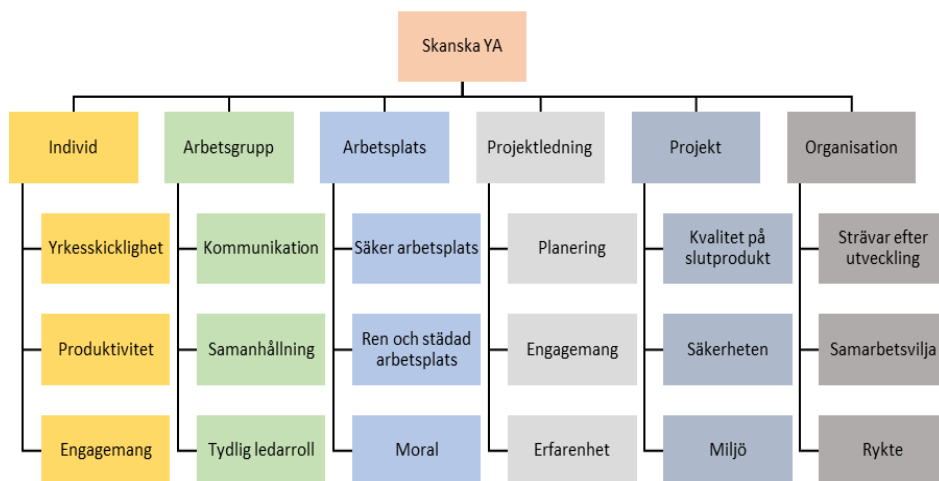 Skanska YA
Individ
Arbetsgrupp
Arbetsplats
Projektledning
Projekt
Organisation
Yrkesskicklighet
Kommunikation
Säker arbetsplats
Planering
Kvalitet på
slutprodukt
Strävar efter
utveckling
Produktivitet
Samanhållning
Ren och städad
arbetsplats
Engagemang
Säkerheten
Samarbetsvilja
Engagemang
Tydlig ledarroll
Moral
Erfarenhet
Miljö
Rykte